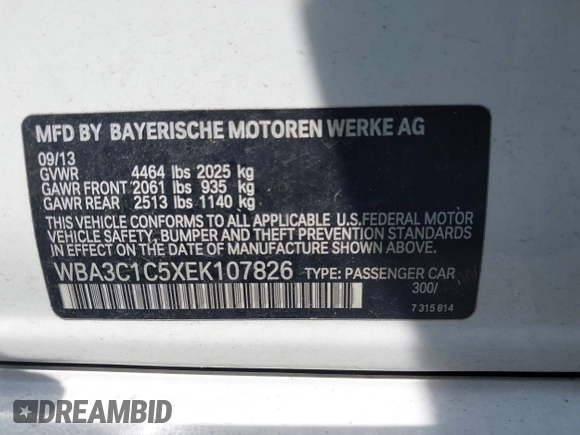 MFD BY BAYERISCHE MOTOREN WERKE AG
09/13
GVWR 4464 lbs 2025 kg
GAWR FRONT 2061 lbs 935 kg
GAWR REAR 2513 lbs 1140 kg
THIS VEHICLE CONFORMS TO ALL APPLICABLE U.S.FEDERAL MOTOR
VEHICLE SAFETY, BUMPER AND THEFT PREVENTION STANDARDS
IN EFFECT ON THE DATE OF MANUFACTURE SHOWN ABOVE.
WBA3C1C5XEK107826 TYPE: PASSENGER CAR
300/
7 315 814
DREAMBID
DREAMBID.COM